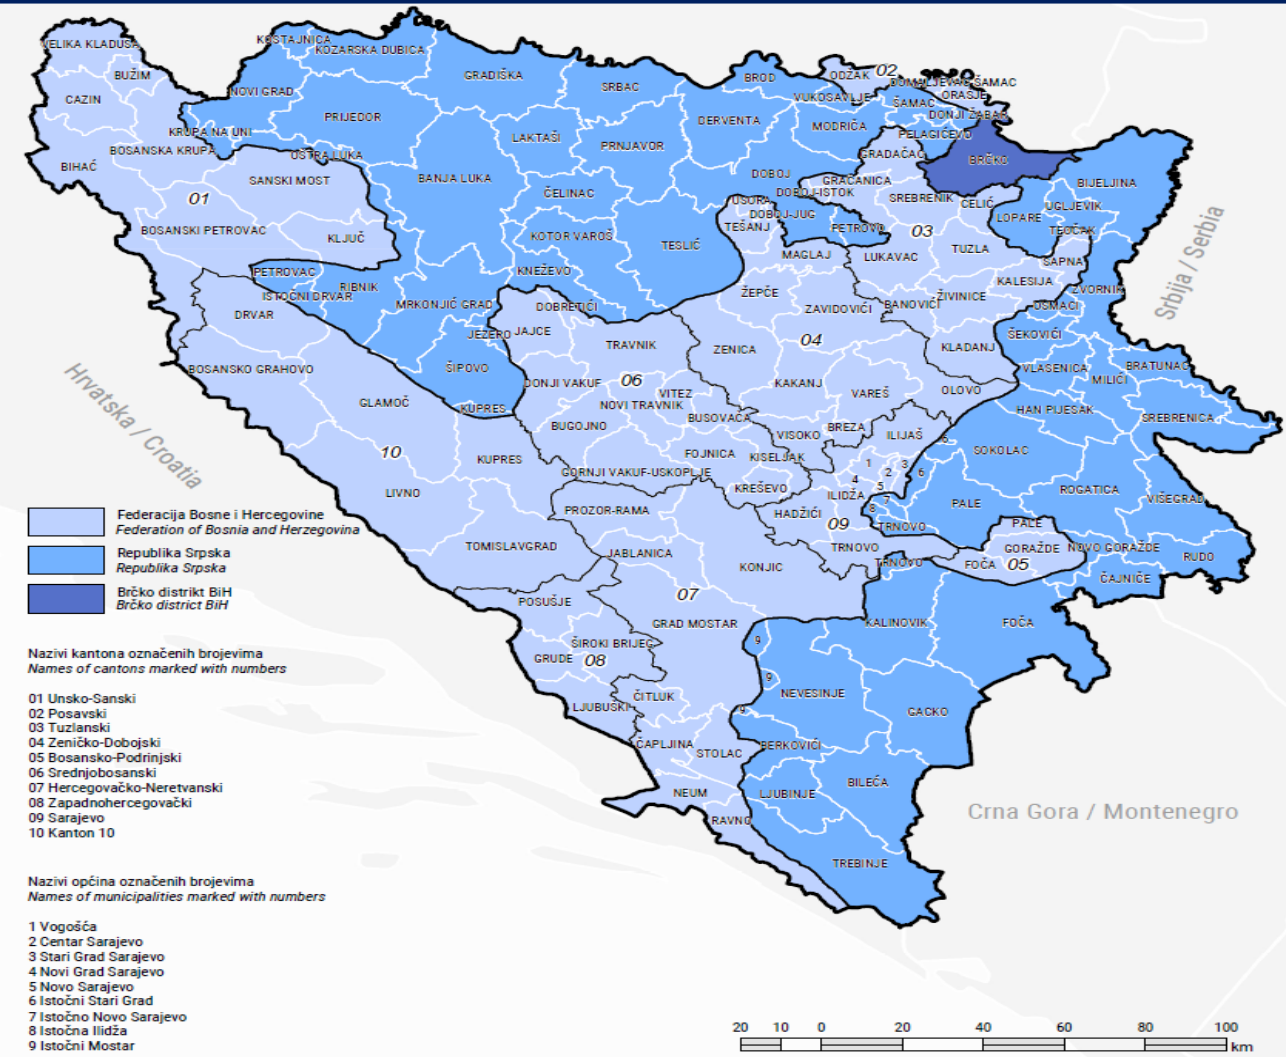 VELIKA KLADUŠA
BUŽIM
CAZIN
BIHAĆ
BOSANSKA KRUPA
KRUPA NA UNI
01
SANSKI MOST
BOSANSKI PETROVAC
KLJUČ
KOSTAJNICA
KOZARSKA DUBICA
NOVI GRAD
PRIJEDOR
OŠTRA LUKA
GRADIŠKA
SRBAC
LAKTAŠI
PRNJAVOR
BANJA LUKA
ČELINAC
KOTOR VAROŠ
TESLIĆ
KNEŽEVO
BROD
DERVENTA
VUKOSAVLJE
MODRIČA
DOBOJ
ODŽAK
02
DOMALJEVAC ŠAMAC
ORAŠJE
ŠAMAC
DONJI ŽABAR
PELAGIĆEVO
BRČKO
GRADAČAC
GRAČANICA
DOBOJ-ISTOK
SREBRENIK
ČELIĆ
LOPARE
UGLJEVIK
BIJELJINA
TEOČAK
USORA
DOBOJ-JUG
TEŠANJ
PETROVO
03
TUZLA
SAPNA
MAGLAJ
LUKAVAC
KALESIJA
ZVORNIK
PETROVAC
ISTOČNI DRVAR
RIBNIK
MRKONJIĆ GRAD
DOBRETIĆI
ŽEPČE
ZAVIDOVIĆI
BANOVIĆI
ŽIVINICE
OSMACI
DRVAR
JEZERO
JAJCE
TRAVNIK
ZENICA
04
KLADANJ
ŠEKOVIĆI
BOSANSKO GRAHOVO
ŠIPOVO
VLASENICA
BRATUNAC
MILIĆI
GLAMOČ
DONJI VAKUF
06
VITEZ
KAKANJ
VAREŠ
OLOVO
KUPRES
NOVI TRAVNIK
BUSOVAČA
HAN PIJESAK
SREBRENICA
BUGOJNO
VISOKO
BREZA
ILIJAŠ
6
SOKOLAC
10
KUPRES
FOJNICA
KISELJAK
1
3
2
6
GORNJI VAKUF-USKOPLJE
4
5
LIVNO
KREŠEVO
ILIDŽA
7
ROGATICA
VIŠEGRAD
PROZOR-RAMA
HADŽIĆI
09
8
PALE
TRNOVO
PALE
TOMISLAVGRAD
JABLANICA
TRNOVO
GORAŽDE
NOVO GORAŽDE
KONJIC
TRNOVO
FOČA
05
RUDO
ČAJNIČE
POSUŠJE
07
GRAD MOSTAR
KALINOVIK
FOČA
ŠIROKI BRIJEG
9
GRUDE
08
9
NEVESINJE
ČITLUK
LJUBUŠKI
9
GACKO
ČAPLJINA
STOLAC
BERKOVIĆI
NEUM
LJUBINJE
BILEĆA
RAVNO
TREBINJE
Hrvatska / Croatia
Srbija / Serbia
Crna Gora / Montenegro
Federacija Bosne i Hercegovine
Federation of Bosnia and Herzegovina
Republika Srpska
Republika Srpska
Brčko distrikt BiH
Brčko district BiH
Nazivi kantona označenih brojevima
Names of cantons marked with numbers
01 Unsko-Sanski
02 Posavski
03 Tuzlanski
04 Zeničko-Dobojski
05 Bosansko-Podrinjski
06 Srednjobosanski
07 Hercegovačko-Neretvanski
08 Zapadnohercegovački
09 Sarajevo
10 Kanton 10
Nazivi općina označenih brojevima
Names of municipalities marked with numbers
1 Vogošća
2 Centar Sarajevo
3 Stari Grad Sarajevo
4 Novi Grad Sarajevo
5 Novo Sarajevo
6 Istočni Stari Grad
7 Istočno Novo Sarajevo
8 Istočna Ilidža
9 Istočni Mostar
20 10 0 20 40 60 80 100
km